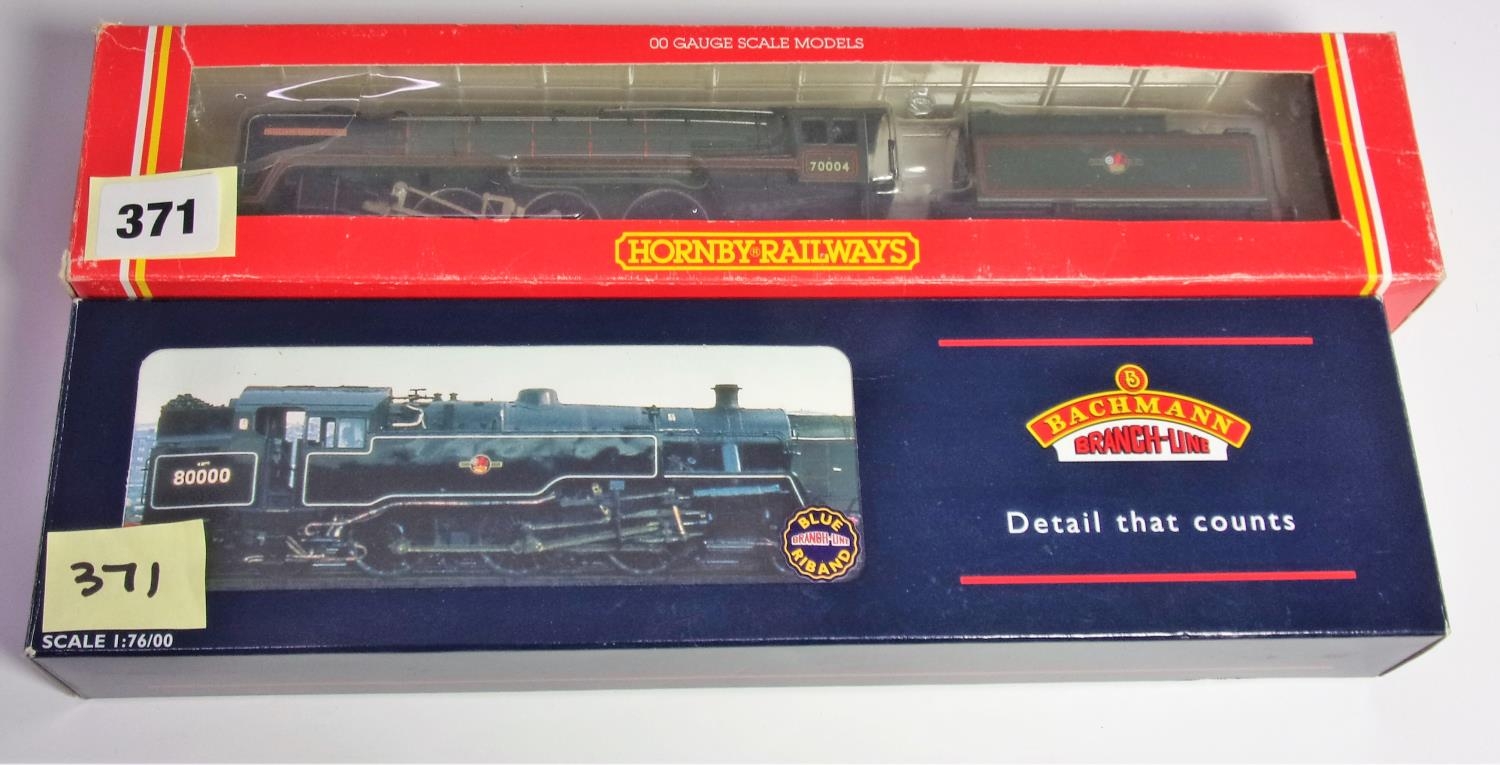 00 GAUGE SCALE MODELS
70004
371
HORNBY® RAILWAYS
80000
BACHMANN
BRANCH-LINE
BLUE
BRANCH-LINE
RIBAND
Detail that counts
371
SCALE 1:76/00